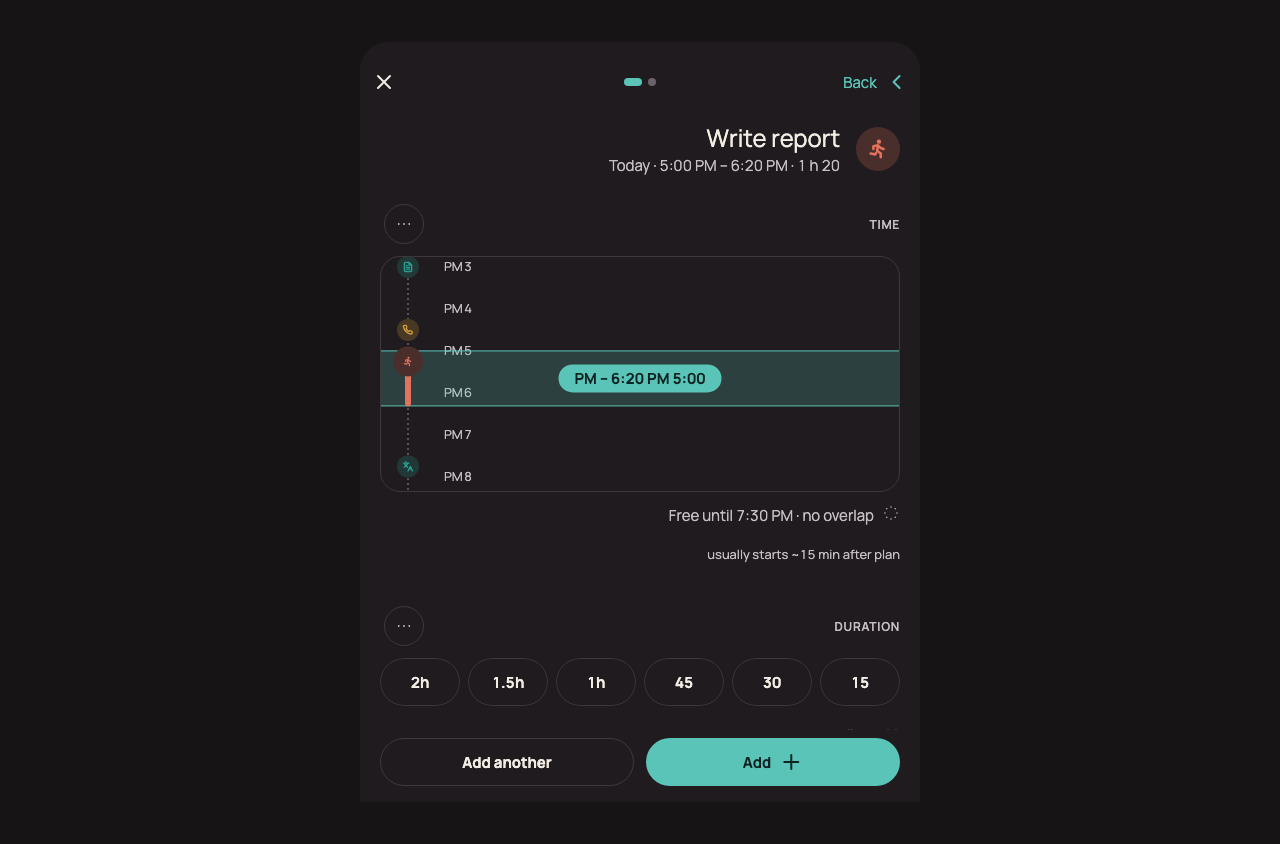 Back
Write report
Today · 5:00 PM – 6:20 PM · 1 h 20
TIME
PM 3
PM 4
PM 5
PM – 6:20 PM 5:00
PM 6
PM 7
PM 8
Free until 7:30 PM · no overlap
usually starts ~15 min after plan
DURATION
2h 1.5h 1h 45 30 15
Add another
Add